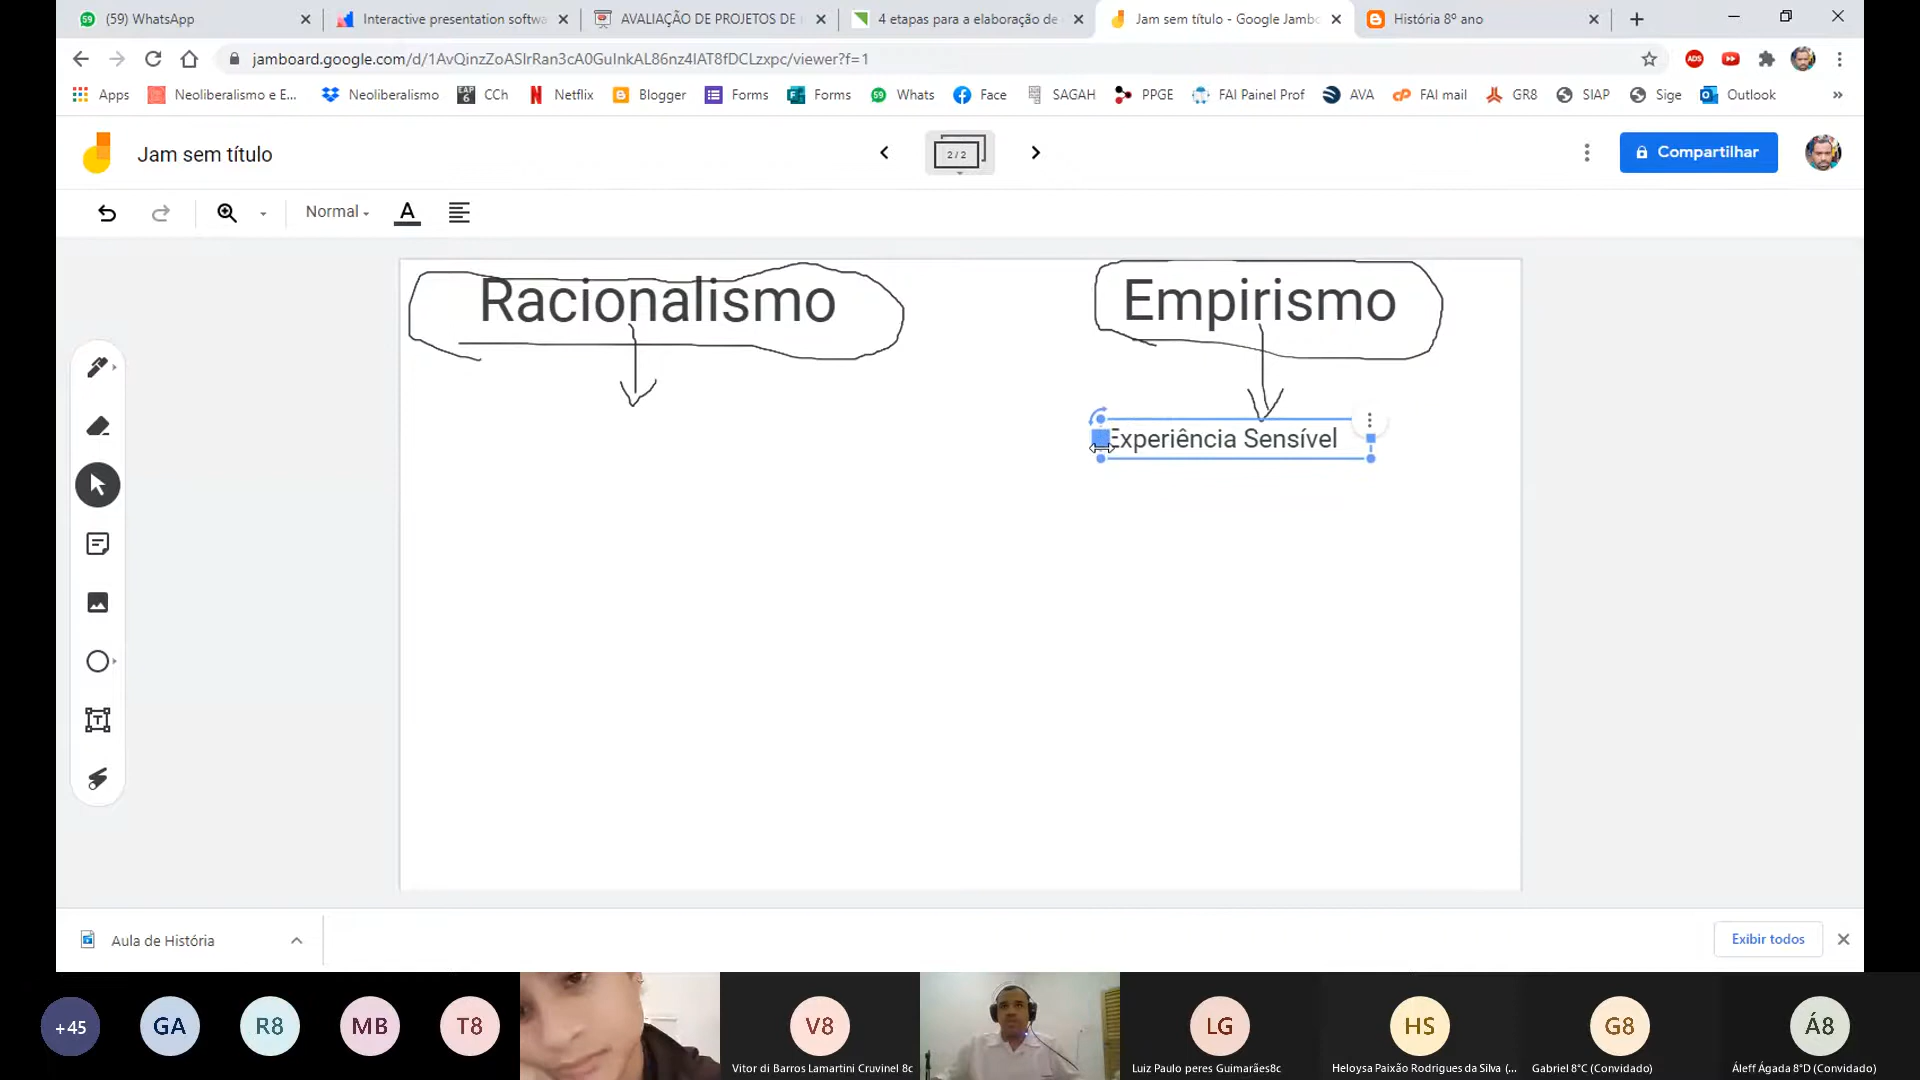 (59) WhatsApp
Interactive presentation softwa
AVALIAÇÃO DE PROJETOS DE
4 etapas para a elaboração de
Jam sem título - Google Jambo
História 8º ano
jamboard.google.com/d/1AvQinzZoASlrRan3cA0GuInkAL86nz4IAT8fDCLzxpc/viewer?f=1
ADS
Apps
Neoliberalismo e E...
Neoliberalismo
CCh
Netflix
Blogger
Forms
Forms
Whats
Face
SAGAH
PPGE
FAI Painel Prof
AVA
FAI mail
GR8
SIAP
Sige
Outlook
Jam sem título
2 / 2
Compartilhar
Normal
Racionalismo
Empirismo
Experiência Sensível
Aula de História
Exibir todos
+45
GA
R8
MB
T8
V8
Vitor di Barros Lamartini Cruvinel 8c
LG
Luiz Paulo peres Guimarães8c
HS
Heloysa Paixão Rodrigues da Silva (...
G8
Gabriel 8°C (Convidado)
Á8
Áleff Ágada 8°D (Convidado)